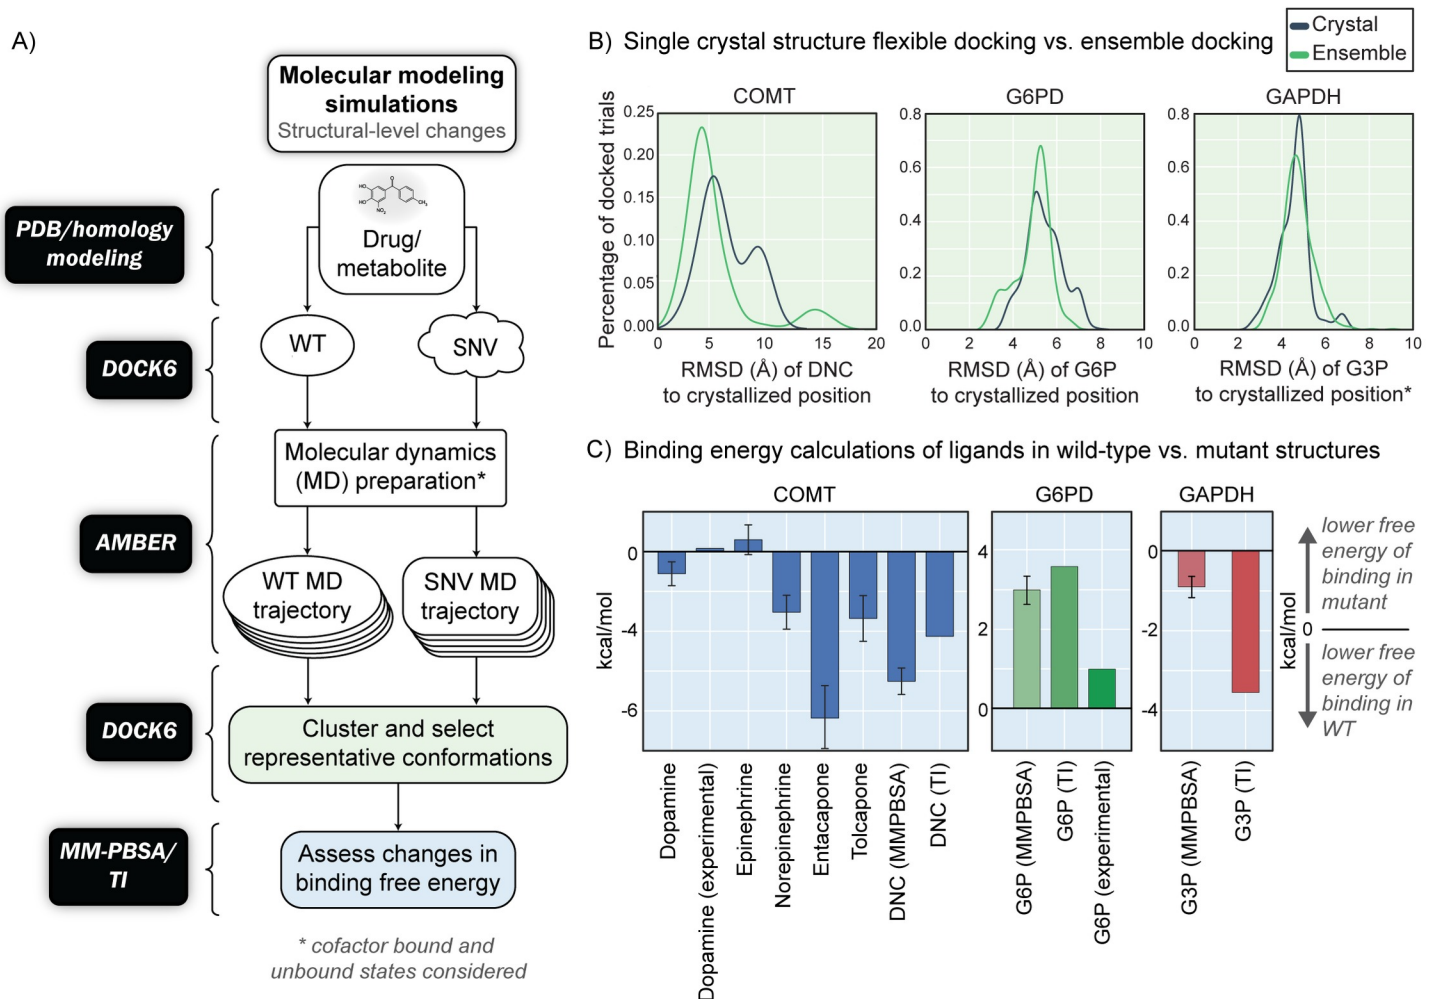 A)
Molecular modeling
simulations
Structural-level changes
HO
HO
O
NO2
CH3
Drug/
metabolite
PDB/homology
modeling
WT
SNV
DOCK6
Molecular dynamics
(MD) preparation*
AMBER
WT MD
trajectory
SNV MD
trajectory
DOCK6
Cluster and select
representative conformations
MM-PBSA/
TI
Assess changes in
binding free energy
* cofactor bound and
unbound states considered
B) Single crystal structure flexible docking vs. ensemble docking
Crystal
Ensemble
COMT
G6PD
GAPDH
Percentage of docked trials
0.25
0.20
0.15
0.10
0.05
0.00
0 5 10 15 20
RMSD (Å) of DNC
to crystallized position
0.8
0.6
0.4
0.2
0.0
0 2 4 6 8 10
RMSD (Å) of G6P
to crystallized position
0.8
0.6
0.4
0.2
0.0
0 2 4 6 8 10
RMSD (Å) of G3P
to crystallized position*
C) Binding energy calculations of ligands in wild-type vs. mutant structures
COMT
G6PD
GAPDH
kcal/mol
0
-4
-6
Dopamine
Dopamine (experimental)
Epinephrine
Norepinephrine
Entacapone
Tolcapone
DNC (MMPBSA)
DNC (TI)
4
2
0
G6P (MMPBSA)
G6P (TI)
G6P (experimental)
0
-2
-4
G3P (MMPBSA)
G3P (TI)
kcal/mol
lower free
energy of
binding in
mutant
0
lower free
energy of
binding in
WT